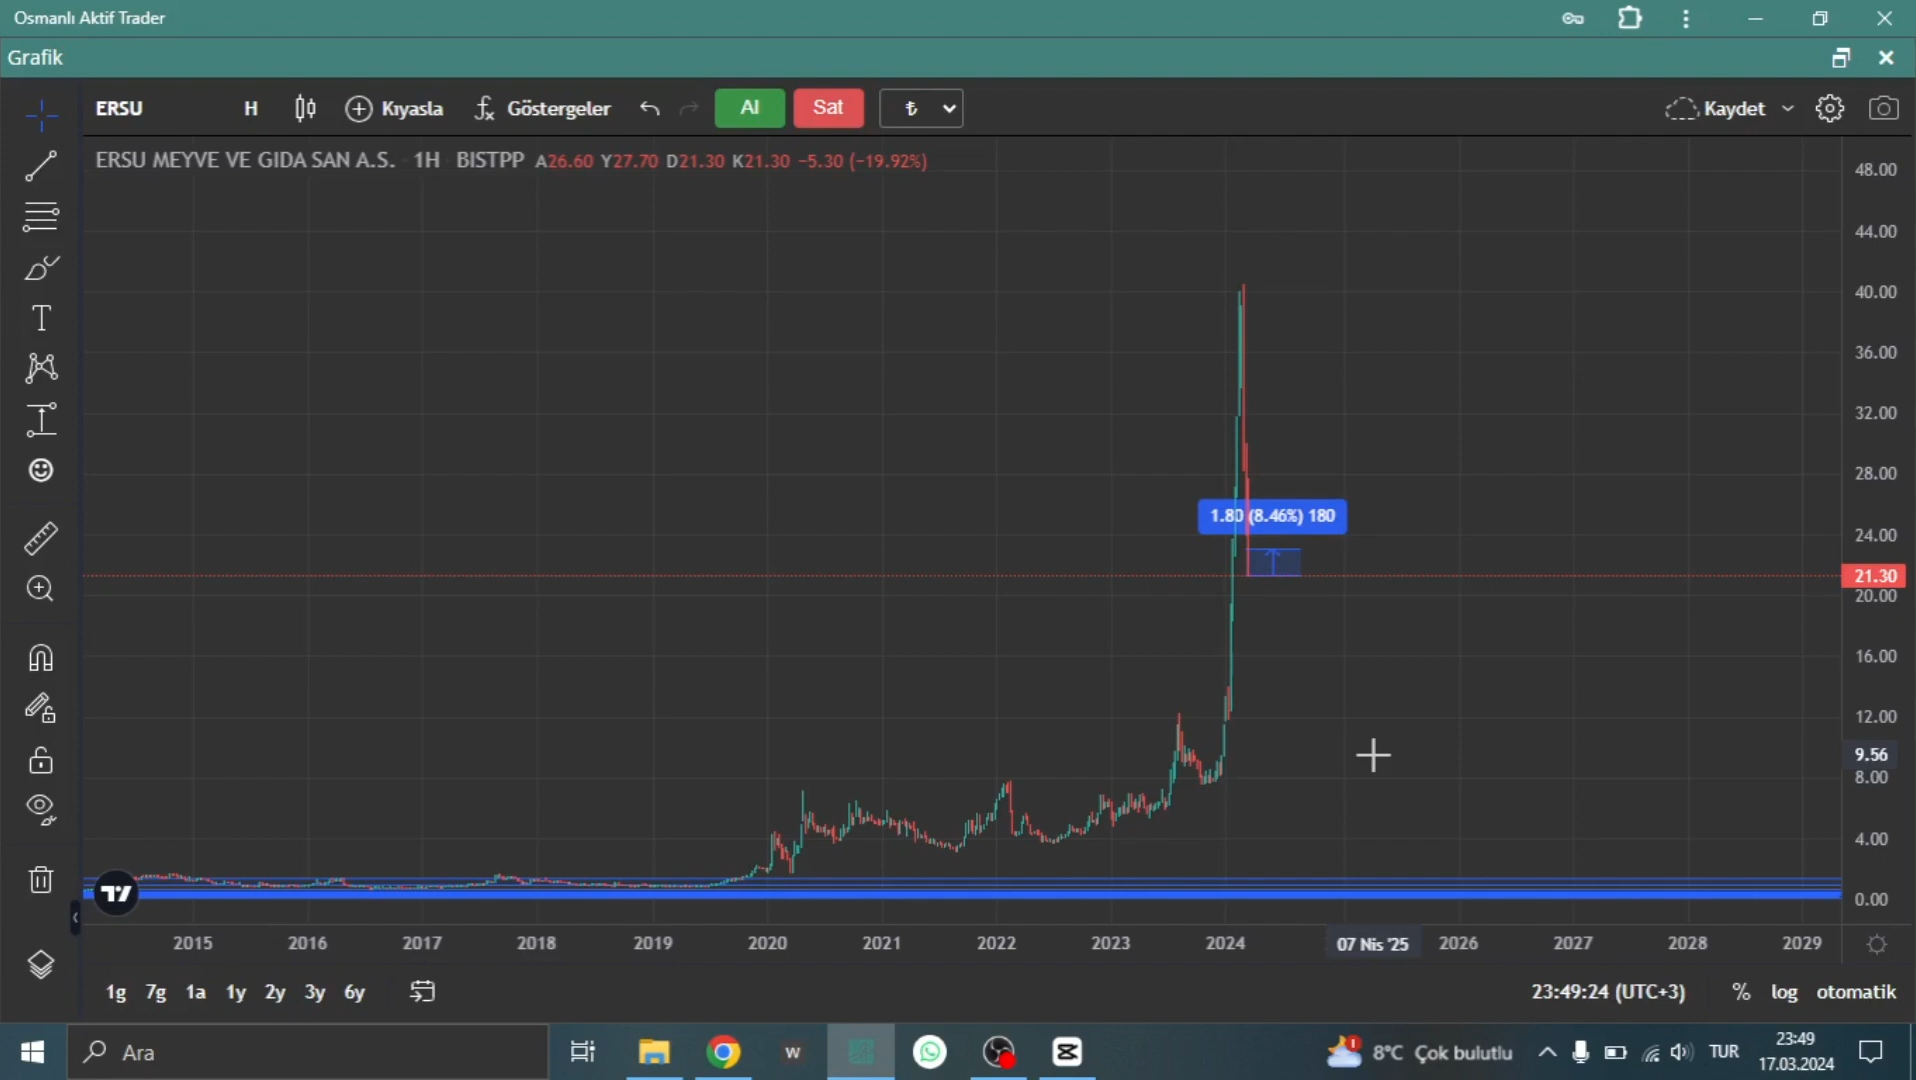 Osmanlı Aktif Trader
Grafik
ERSU H Kıyasla Göstergeler Al Sat ₺ Kaydet
ERSU MEYVE VE GIDA SAN A.S. 1H BISTPP A26.60 Y27.70 D21.30 K21.30 −5.30 (−19.92%)
48.00
44.00
40.00
36.00
32.00
28.00
1.80 (8.46%) 180
24.00
21.30
20.00
16.00
12.00
9.56
8.00
4.00
0.00
2015 2016 2017 2018 2019 2020 2021 2022 2023 2024 07 Nis '25 2026 2027 2028 2029
1g 7g 1a 1y 2y 3y 6y 23:49:24 (UTC+3) % log otomatik
Ara W 8°C Çok bulutlu TUR 23:49
17.03.2024